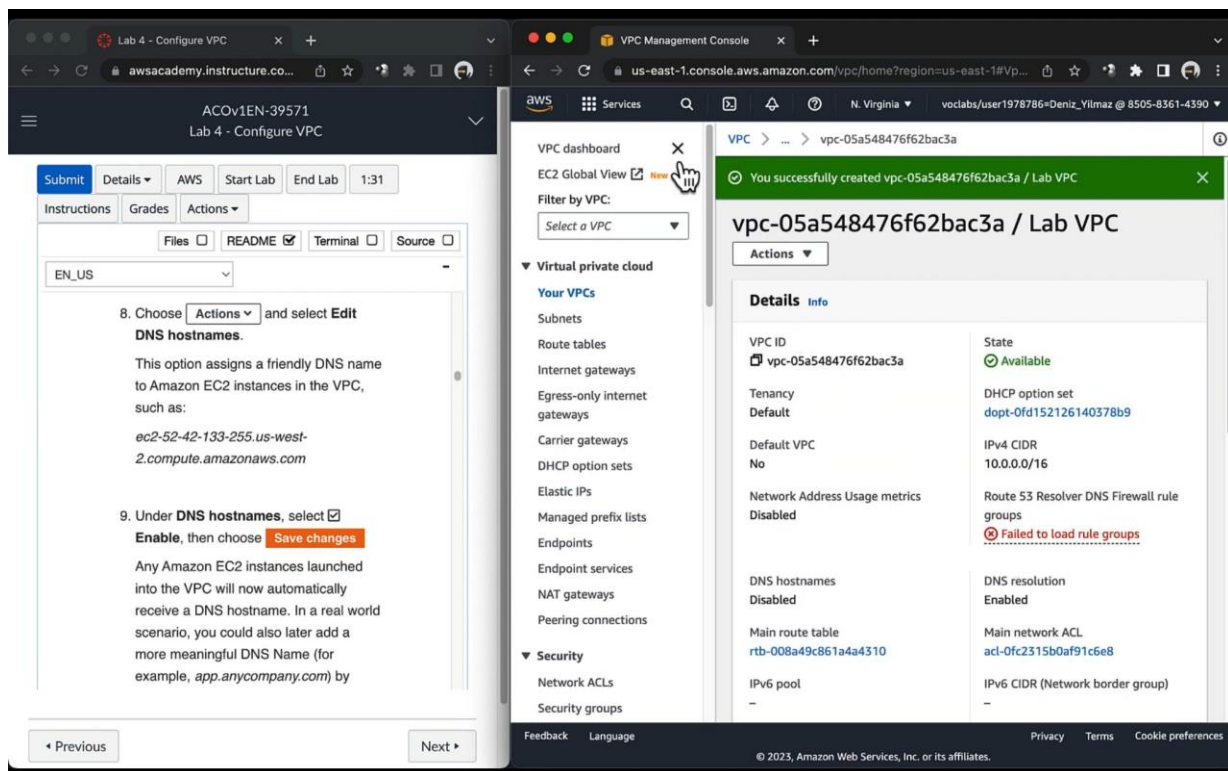 Lab 4 - Configure VPC
awsacademy.instructure.co...
ACOv1EN-39571
Lab 4 - Configure VPC
Submit Details AWS Start Lab End Lab 1:31
Instructions Grades Actions
Files README Terminal Source
EN_US
8. Choose Actions and select Edit
DNS hostnames.
This option assigns a friendly DNS name
to Amazon EC2 instances in the VPC,
such as:
ec2-52-42-133-255.us-west-
2.compute.amazonaws.com
9. Under DNS hostnames, select
Enable, then choose Save changes
Any Amazon EC2 instances launched
into the VPC will now automatically
receive a DNS hostname. In a real world
scenario, you could also later add a
more meaningful DNS Name (for
example, app.anycompany.com) by
Previous Next
VPC Management Console
us-east-1.console.aws.amazon.com/vpc/home?region=us-east-1#Vp...
aws Services N. Virginia voclabs/user1978786=Deniz_Yilmaz @ 8505-8361-4390
VPC dashboard
EC2 Global View New
Filter by VPC:
Select a VPC
Virtual private cloud
Your VPCs
Subnets
Route tables
Internet gateways
Egress-only internet
gateways
Carrier gateways
DHCP option sets
Elastic IPs
Managed prefix lists
Endpoints
Endpoint services
NAT gateways
Peering connections
Security
Network ACLs
Security groups
VPC > ... > vpc-05a548476f62bac3a
You successfully created vpc-05a548476f62bac3a / Lab VPC
vpc-05a548476f62bac3a / Lab VPC
Actions
Details Info
VPC ID
vpc-05a548476f62bac3a
State
Available
Tenancy
Default
DHCP option set
dopt-0fd152126140378b9
Default VPC
No
IPv4 CIDR
10.0.0.0/16
Network Address Usage metrics
Disabled
Route 53 Resolver DNS Firewall rule
groups
Failed to load rule groups
DNS hostnames
Disabled
DNS resolution
Enabled
Main route table
rtb-008a49c861a4a4310
Main network ACL
acl-0fc2315b0af91c6e8
IPv6 pool
–
IPv6 CIDR (Network border group)
–
Feedback Language Privacy Terms Cookie preferences
© 2023, Amazon Web Services, Inc. or its affiliates.